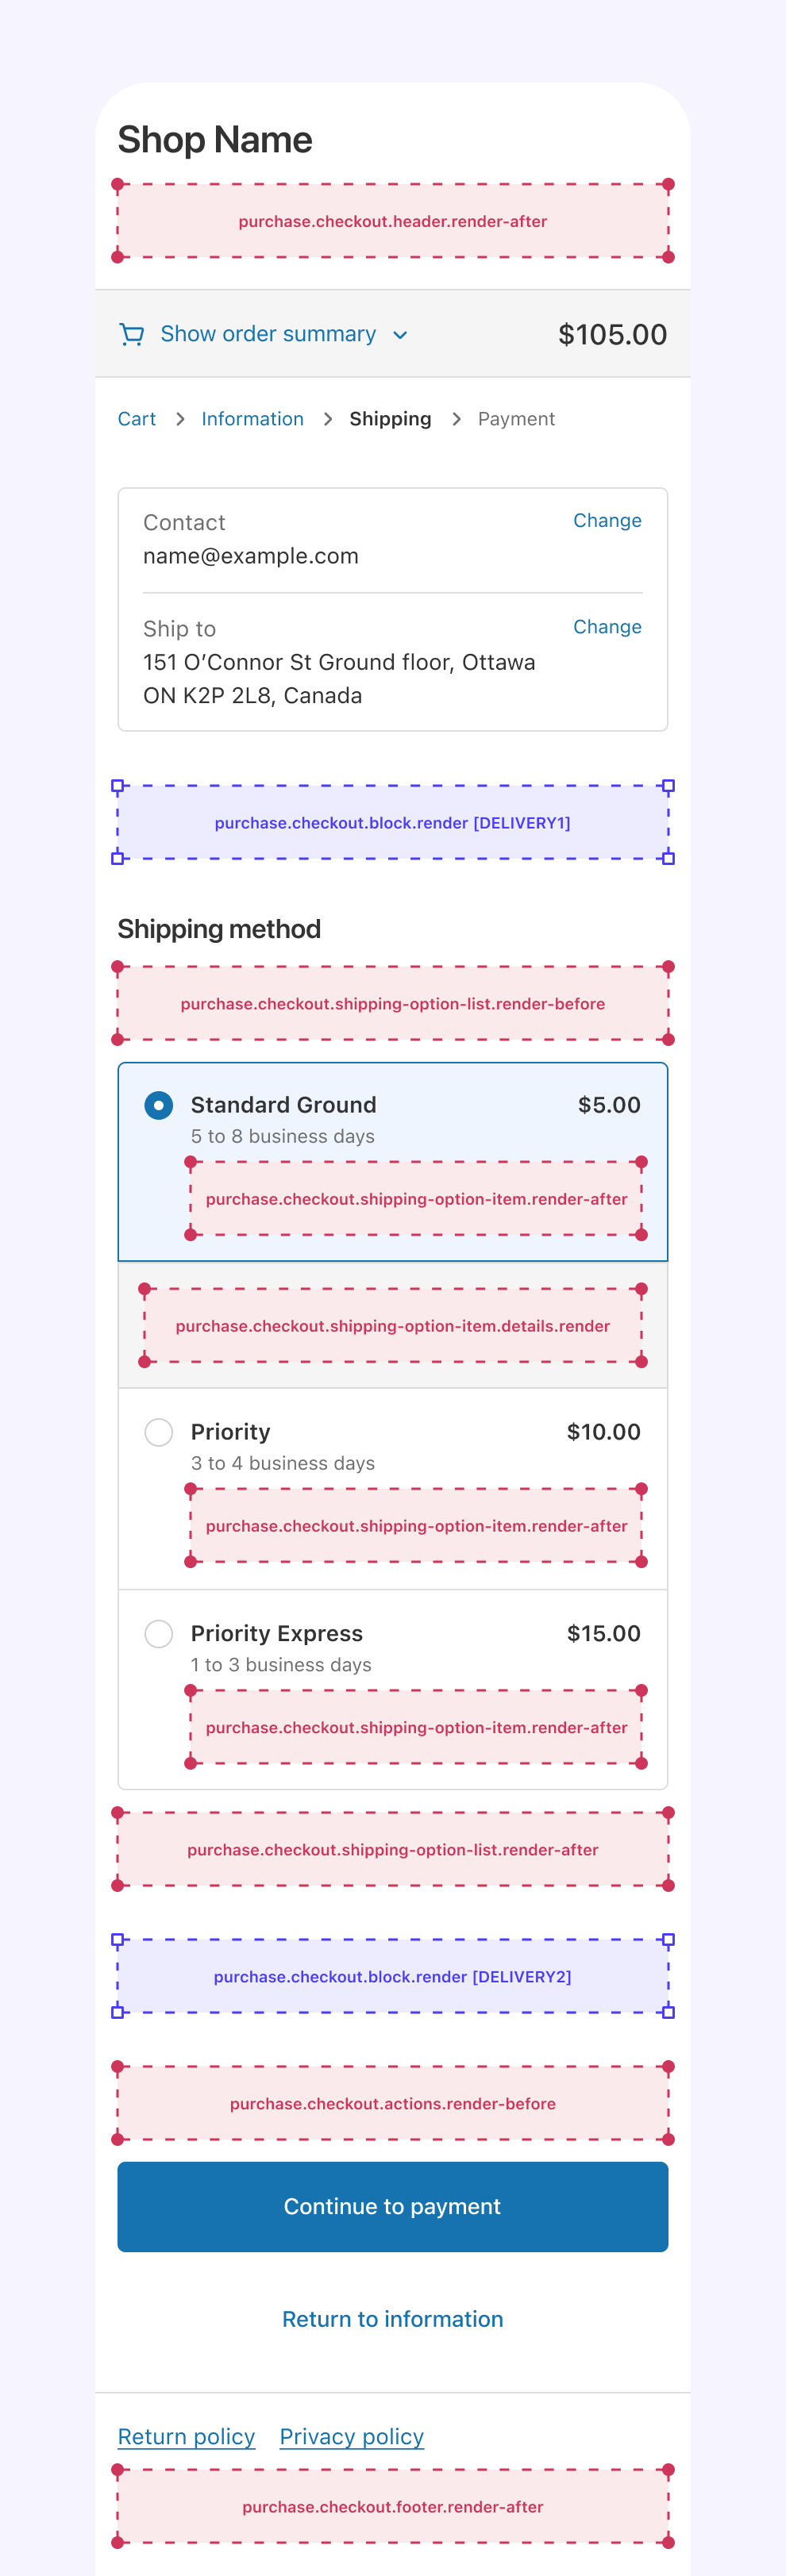 Shop Name
purchase.checkout.header.render-after
Show order summary $105.00
Cart Information Shipping Payment
Contact Change
name@example.com
Ship to Change
151 O’Connor St Ground floor, Ottawa
ON K2P 2L8, Canada
purchase.checkout.block.render [DELIVERY1]
Shipping method
purchase.checkout.shipping-option-list.render-before
Standard Ground $5.00
5 to 8 business days
purchase.checkout.shipping-option-item.render-after
purchase.checkout.shipping-option-item.details.render
Priority $10.00
3 to 4 business days
purchase.checkout.shipping-option-item.render-after
Priority Express $15.00
1 to 3 business days
purchase.checkout.shipping-option-item.render-after
purchase.checkout.shipping-option-list.render-after
purchase.checkout.block.render [DELIVERY2]
purchase.checkout.actions.render-before
Continue to payment
Return to information
Return policy Privacy policy
purchase.checkout.footer.render-after